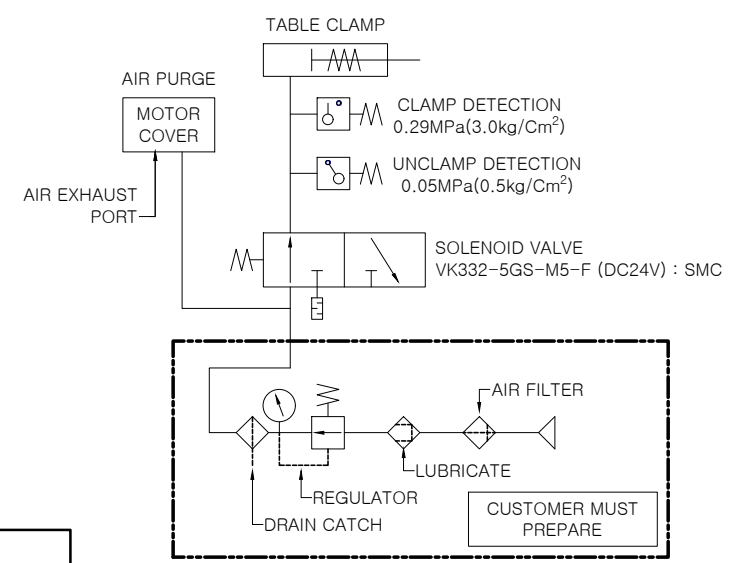 TABLE CLAMP
AIR PURGE
MOTOR
COVER
CLAMP DETECTION
0.29MPa(3.0kg/Cm²)
UNCLAMP DETECTION
0.05MPa(0.5kg/Cm²)
AIR EXHAUST
PORT
SOLENOID VALVE
VK332-5GS-M5-F (DC24V) : SMC
AIR FILTER
LUBRICATE
REGULATOR
DRAIN CATCH
CUSTOMER MUST
PREPARE